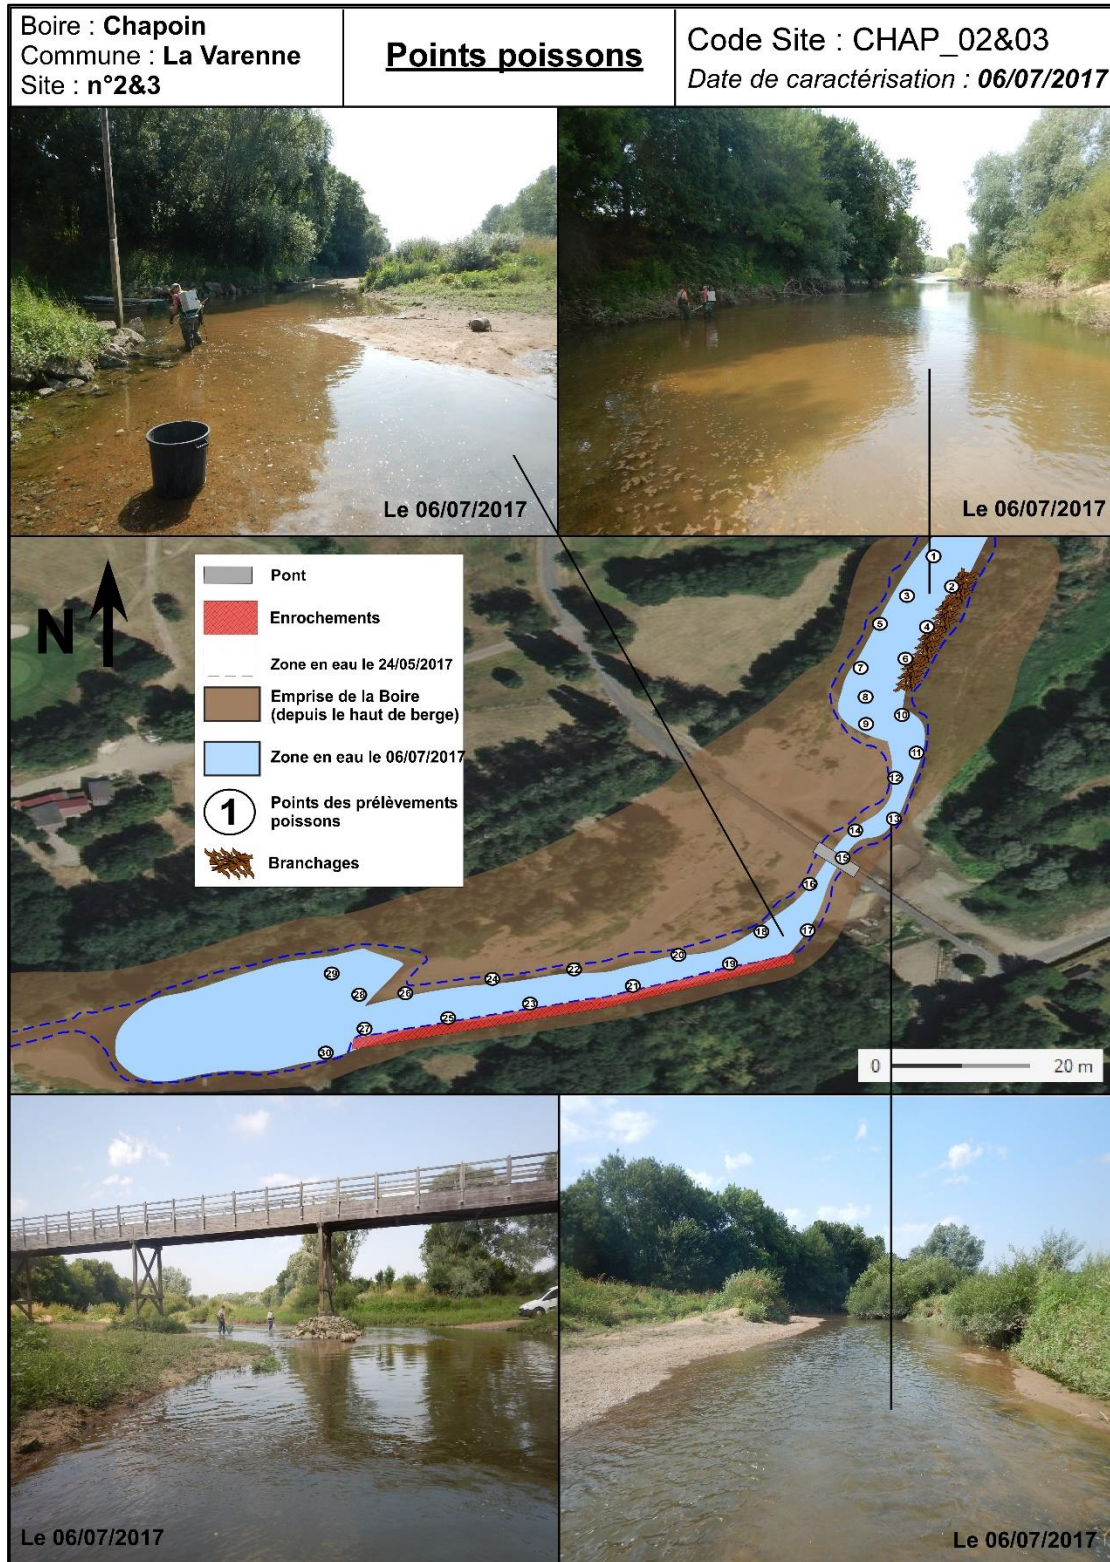 Boire : Chapoin
Commune : La Varenne
Site : n°2&3
Points poissons
Code Site : CHAP_02&03
Date de caractérisation : 06/07/2017
Le 06/07/2017
Le 06/07/2017
N
Pont
Enrochements
Zone en eau le 24/05/2017
Emprise de la Boire
(depuis le haut de berge)
Zone en eau le 06/07/2017
1
Points des prélèvements
poissons
Branchages
1
2
3
4
5
6
7
8
9
10
11
12
13
14
15
16
17
18
19
20
21
22
23
24
25
26
27
28
29
30
0
20 m
Le 06/07/2017
Le 06/07/2017